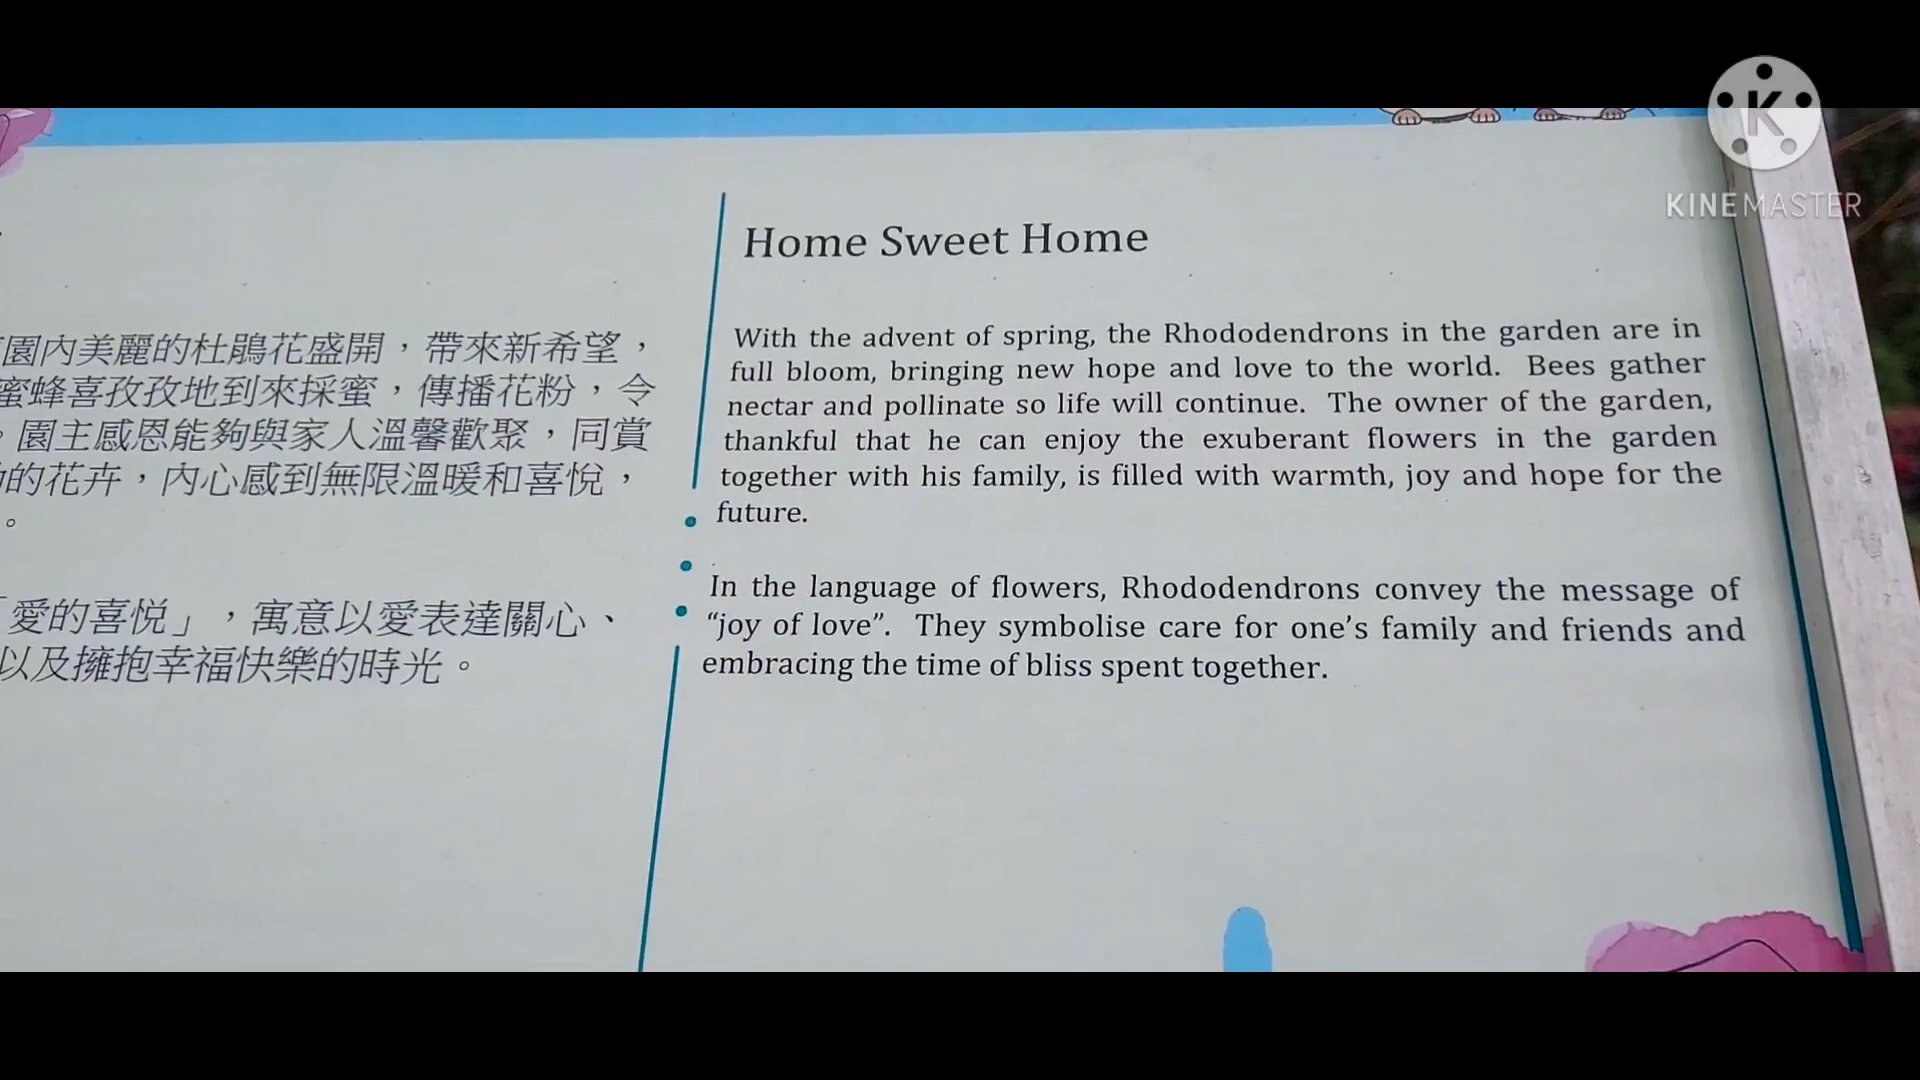 園內美麗的杜鵑花盛開，帶來新希望，
蜜蜂喜孜孜地到來採蜜，傳播花粉，令
。園主感恩能夠與家人溫馨歡聚，同賞
的花卉，內心感到無限溫暖和喜悅，
。
「愛的喜悅」，寓意以愛表達關心、
以及擁抱幸福快樂的時光。
Home Sweet Home
With the advent of spring, the Rhododendrons in the garden are in
full bloom, bringing new hope and love to the world. Bees gather
nectar and pollinate so life will continue. The owner of the garden,
thankful that he can enjoy the exuberant flowers in the garden
together with his family, is filled with warmth, joy and hope for the
future.
In the language of flowers, Rhododendrons convey the message of
“joy of love”. They symbolise care for one’s family and friends and
embracing the time of bliss spent together.
K
KINEMASTER